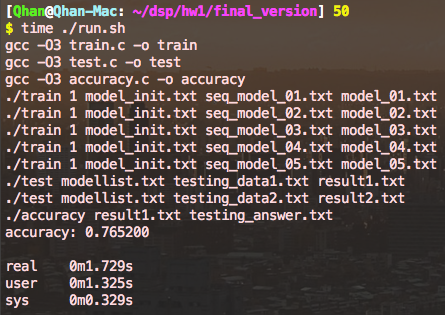 [Qhan@Qhan-Mac: ~/dsp/hw1/final_version] 50
$ time ./run.sh
gcc -O3 train.c -o train
gcc -O3 test.c -o test
gcc -O3 accuracy.c -o accuracy
./train 1 model_init.txt seq_model_01.txt model_01.txt
./train 1 model_init.txt seq_model_02.txt model_02.txt
./train 1 model_init.txt seq_model_03.txt model_03.txt
./train 1 model_init.txt seq_model_04.txt model_04.txt
./train 1 model_init.txt seq_model_05.txt model_05.txt
./test modellist.txt testing_data1.txt result1.txt
./test modellist.txt testing_data2.txt result2.txt
./accuracy result1.txt testing_answer.txt
accuracy: 0.765200
real 0m1.729s
user 0m1.325s
sys 0m0.329s